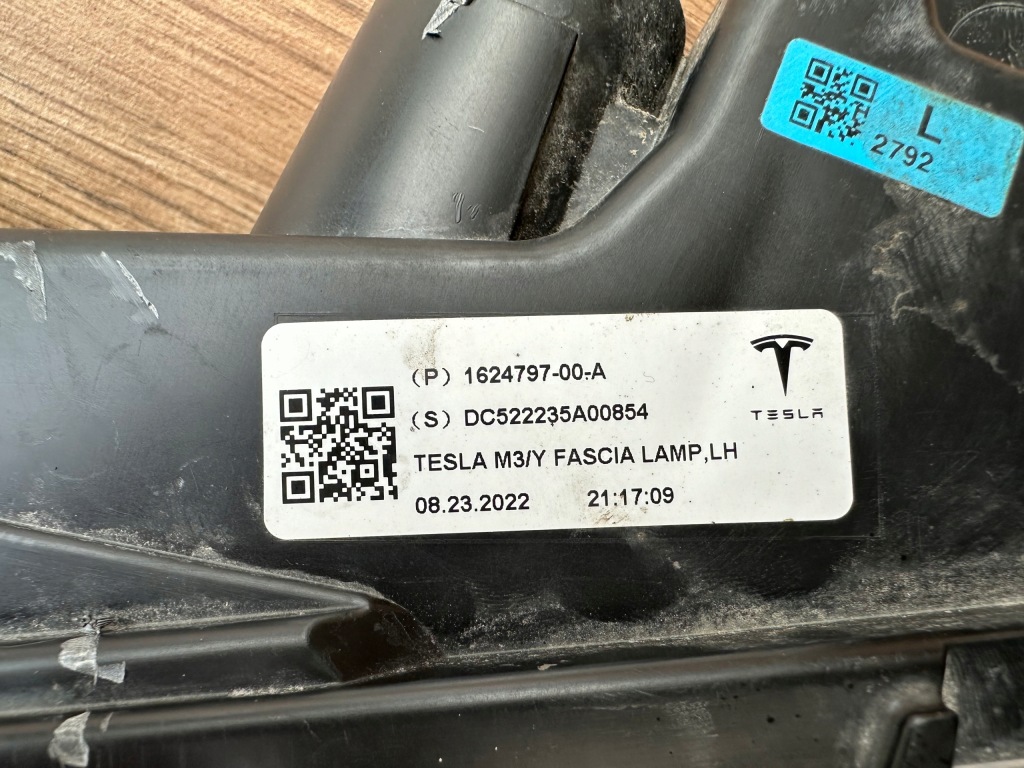 L
2792
(P) 1624797-00-A
(S) DC522235A00854
TESLA M3/Y FASCIA LAMP,LH
08.23.2022 21:17:09
TESLA